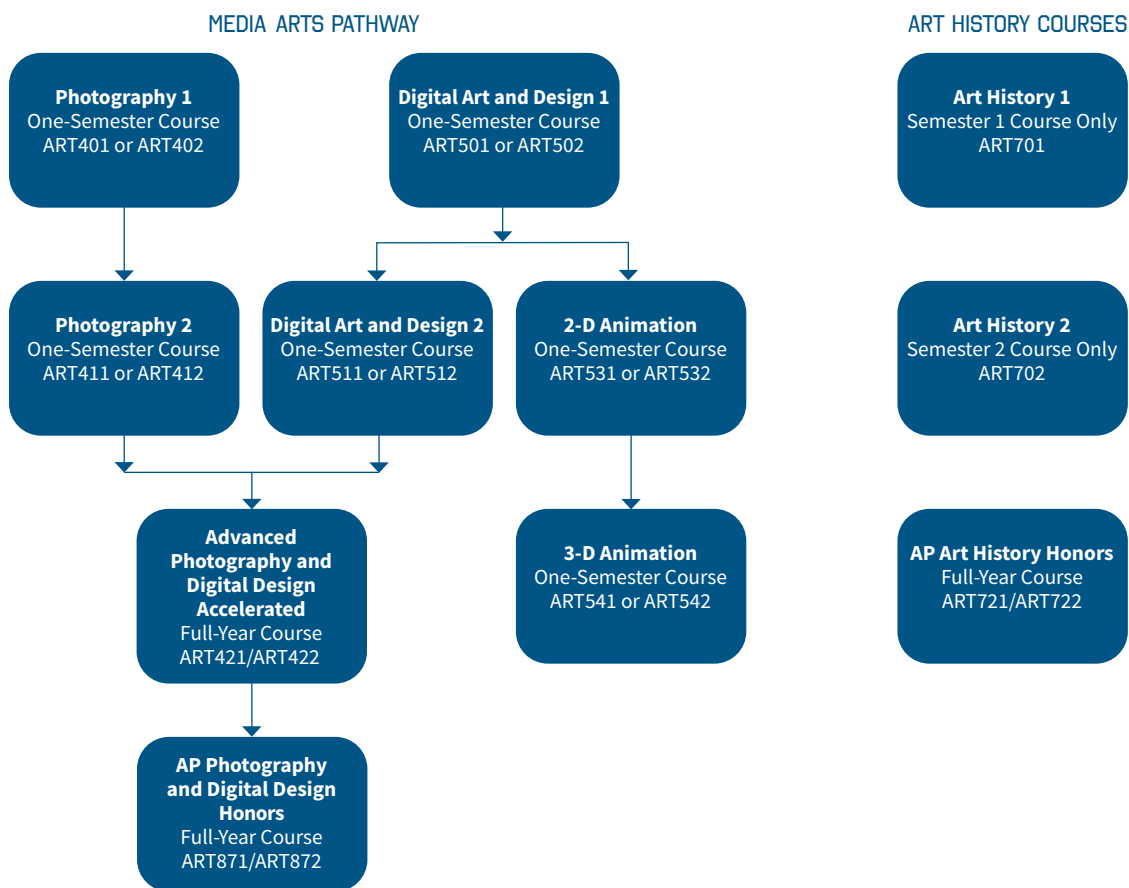 MEDIA ARTS PATHWAY
ART HISTORY COURSES
Photography 1
One-Semester Course
ART401 or ART402
Digital Art and Design 1
One-Semester Course
ART501 or ART502
Art History 1
Semester 1 Course Only
ART701
Photography 2
One-Semester Course
ART411 or ART412
Digital Art and Design 2
One-Semester Course
ART511 or ART512
2-D Animation
One-Semester Course
ART531 or ART532
Art History 2
Semester 2 Course Only
ART702
Advanced
Photography and
Digital Design
Accelerated
Full-Year Course
ART421/ART422
3-D Animation
One-Semester Course
ART541 or ART542
AP Art History Honors
Full-Year Course
ART721/ART722
AP Photography
and Digital Design
Honors
Full-Year Course
ART871/ART872